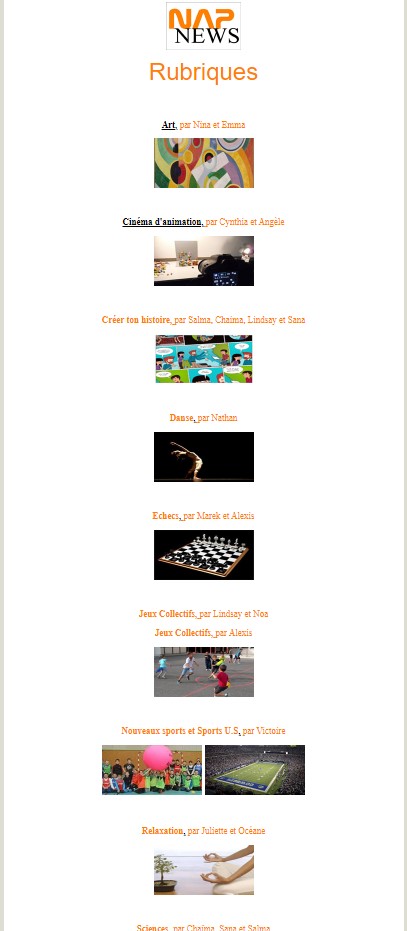 NAP
NEWS
Rubriques
Art, par Nina et Emma
Cinéma d'animation, par Cynthia et Angèle
Créer ton histoire, par Salma, Chaima, Lindsay et Sana
Danse, par Nathan
Echecs, par Marek et Alexis
Jeux Collectifs, par Lindsay et Noa
Jeux Collectifs, par Alexis
Nouveaux sports et Sports U.S, par Victoire
Relaxation, par Juliette et Océane
Sciences, par Chaïma, Sana et Salma